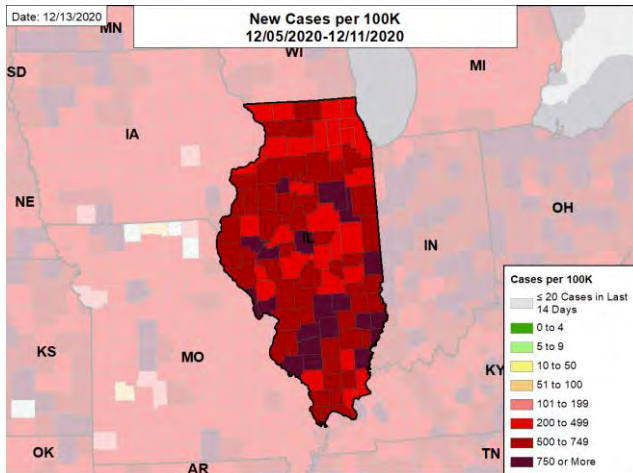 Date: 12/13/2020
New Cases per 100K
12/05/2020-12/11/2020
MN
WI
SD
MI
IA
NE
OH
IL
IN
Cases per 100K
≤ 20 Cases in Last
14 Days
0 to 4
5 to 9
10 to 50
51 to 100
101 to 199
200 to 499
500 to 749
750 or More
KS
MO
KY
OK
AR
TN